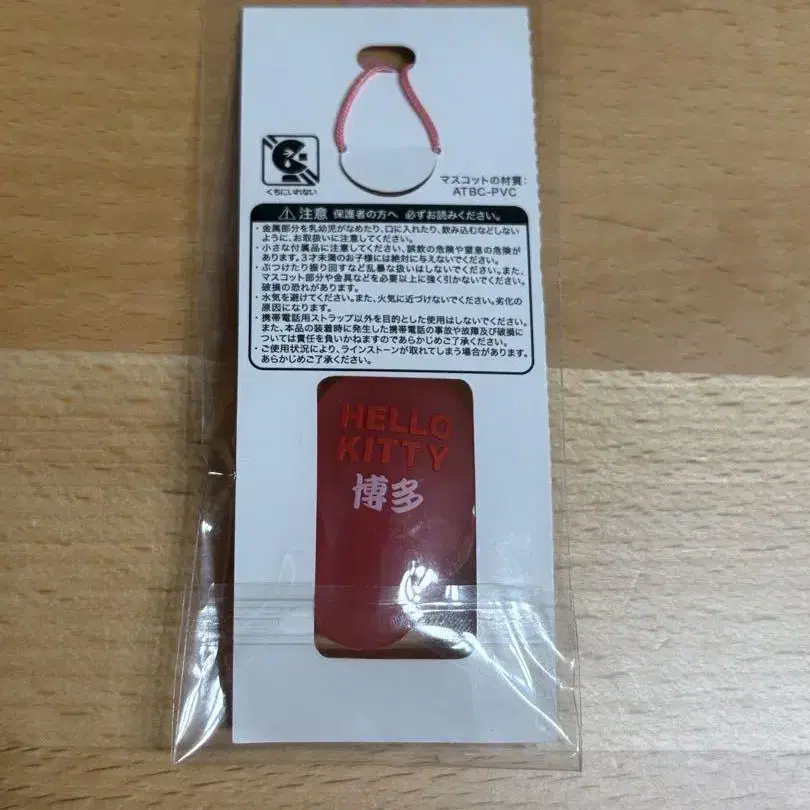 くちにいれない
マスコットの材質:
ATBC-PVC
注意 保護者の方へ 必ずお読みください。
・金属部分を乳幼児がなめたり、口に入れたり、飲み込むなどしない
ように、お取扱いに注意してください。
・小さな付属品に注意してください、誤飲の危険や窒息の危険が
あります。3才未満のお子様には絶対に与えないでください。
・ぶつけたり振り回すなど乱暴な扱いはしないでください。また、
マスコット部分や金具などを必要以上に強く引かないでください。
破損の恐れがあります。
・水気を避けてください。また、火気に近づけないでください。劣化の
原因になります。
・携帯電話用ストラップ以外を目的とした使用はしないでください。
また、本品の装着時に発生した携帯電話の事故や故障及び破損に
ついては責任を負いかねますのであらかじめご了承ください。
・ご使用状況により、ラインストーンが取れてしまう場合があります。
あらかじめご了承ください。
HELLO
KITTY
博多